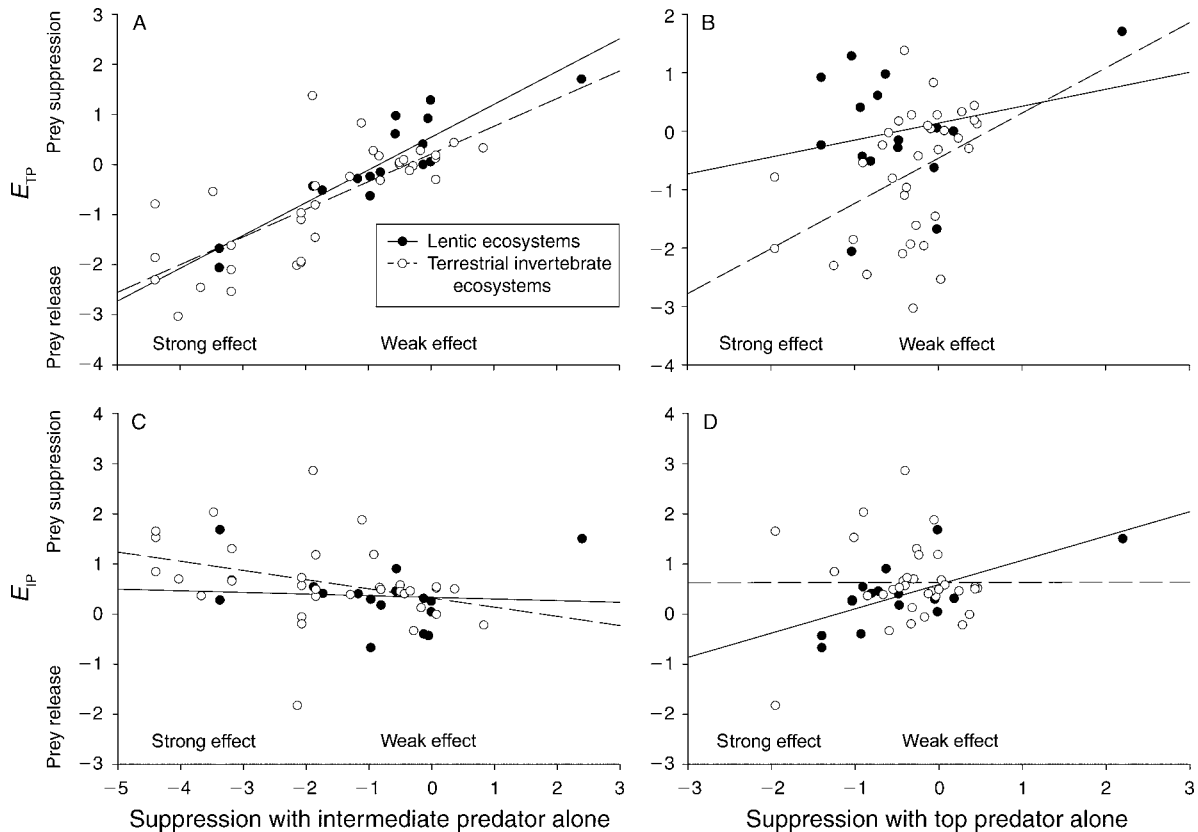 A
B
3
2
1
0
−1
−2
−3
−4
2
1
0
−1
−2
−3
−4
E_TP
Prey suppression
Prey release
Lentic ecosystems
Terrestrial invertebrate
ecosystems
Strong effect
Weak effect
Strong effect
Weak effect
C
D
4
3
2
1
0
−1
−2
−3
4
3
2
1
0
−1
−2
−3
E_IP
Prey suppression
Prey release
Strong effect
Weak effect
Strong effect
Weak effect
−5 −4 −3 −2 −1 0 1 2 3
−3 −2 −1 0 1 2 3
Suppression with intermediate predator alone
Suppression with top predator alone